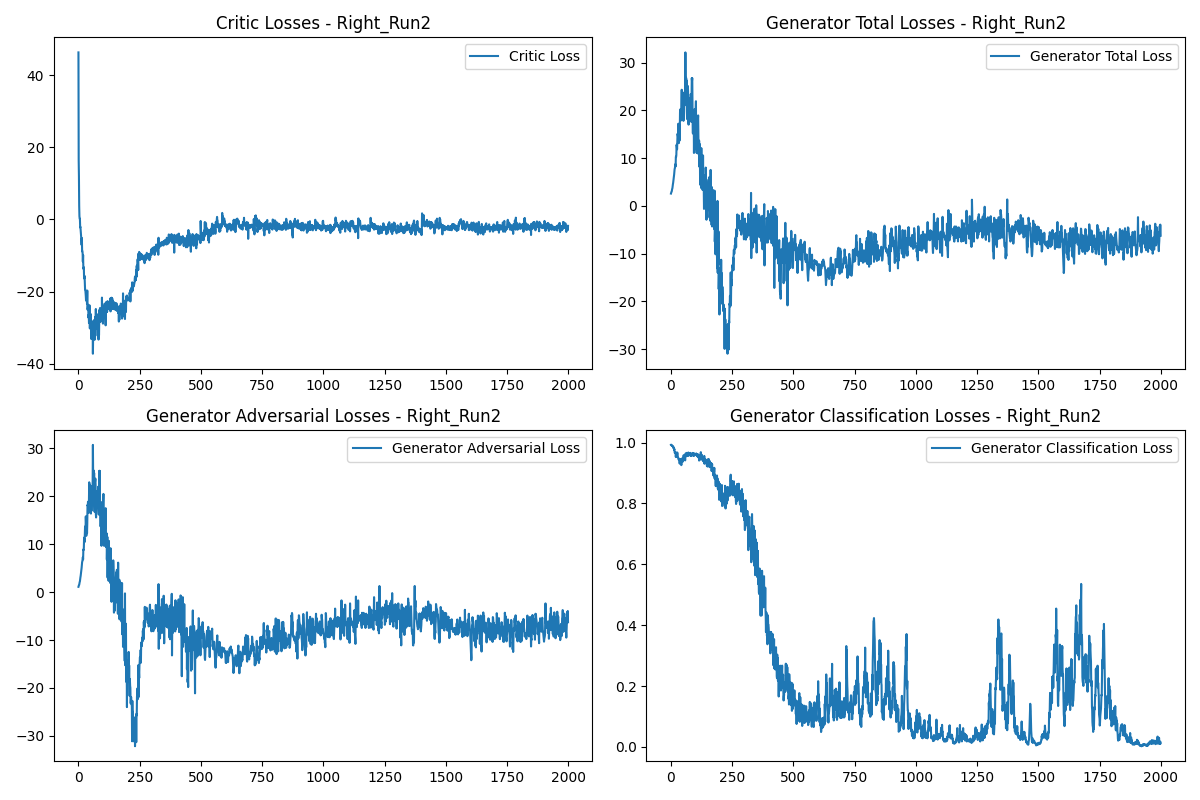 Critic Losses - Right_Run2
Critic Loss
40
20
0
−20
−40
0 250 500 750 1000 1250 1500 1750 2000
Generator Total Losses - Right_Run2
Generator Total Loss
30
20
10
0
−10
−20
−30
0 250 500 750 1000 1250 1500 1750 2000
Generator Adversarial Losses - Right_Run2
Generator Adversarial Loss
30
20
10
0
−10
−20
−30
0 250 500 750 1000 1250 1500 1750 2000
Generator Classification Losses - Right_Run2
Generator Classification Loss
1.0
0.8
0.6
0.4
0.2
0.0
0 250 500 750 1000 1250 1500 1750 2000